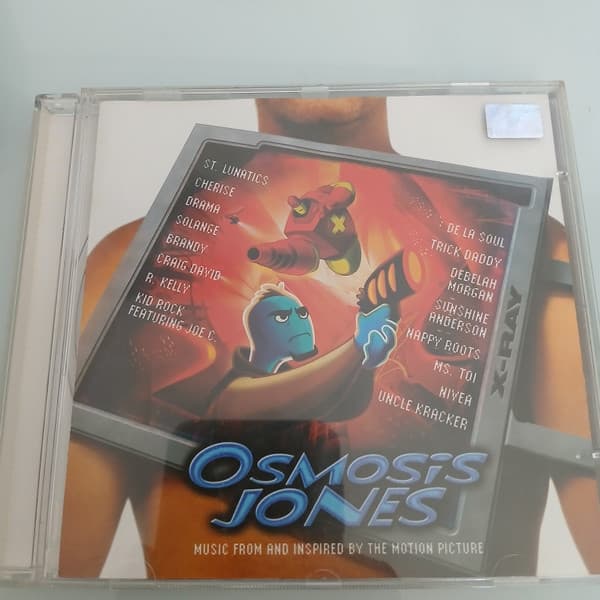 ST. LUNATICS
CHERISE
DRAMA
SOLANGE
BRANDY
CRAIG DAVID
R. KELLY
KID ROCK
FEATURING JOE C.
DE LA SOUL
TRICK DADDY
DEBELAH
MORGAN
SUNSHINE
ANDERSON
NAPPY ROOTS
MS. TOI
NIVEA
UNCLE KRACKER
X
X-RAY
OSMOSIS
JONES
MUSIC FROM AND INSPIRED BY THE MOTION PICTURE